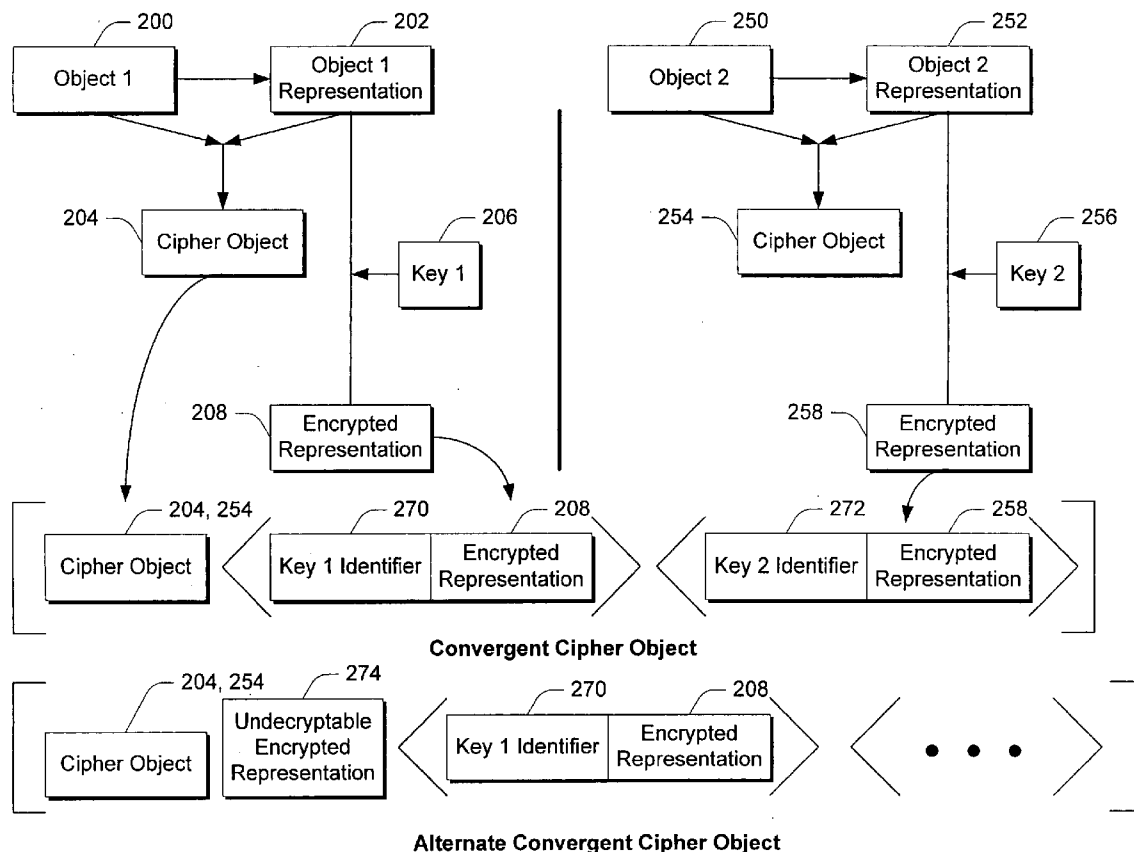 200
202
250
252
Object 1
Object 1
Representation
Object 2
Object 2
Representation
204
Cipher Object
206
Key 1
254
Cipher Object
256
Key 2
208
Encrypted
Representation
258
Encrypted
Representation
204, 254
270
208
272
258
Cipher Object
Key 1 Identifier
Encrypted
Representation
Key 2 Identifier
Encrypted
Representation
Convergent Cipher Object
204, 254
274
270
208
Cipher Object
Undecryptable
Encrypted
Representation
Key 1 Identifier
Encrypted
Representation
Alternate Convergent Cipher Object